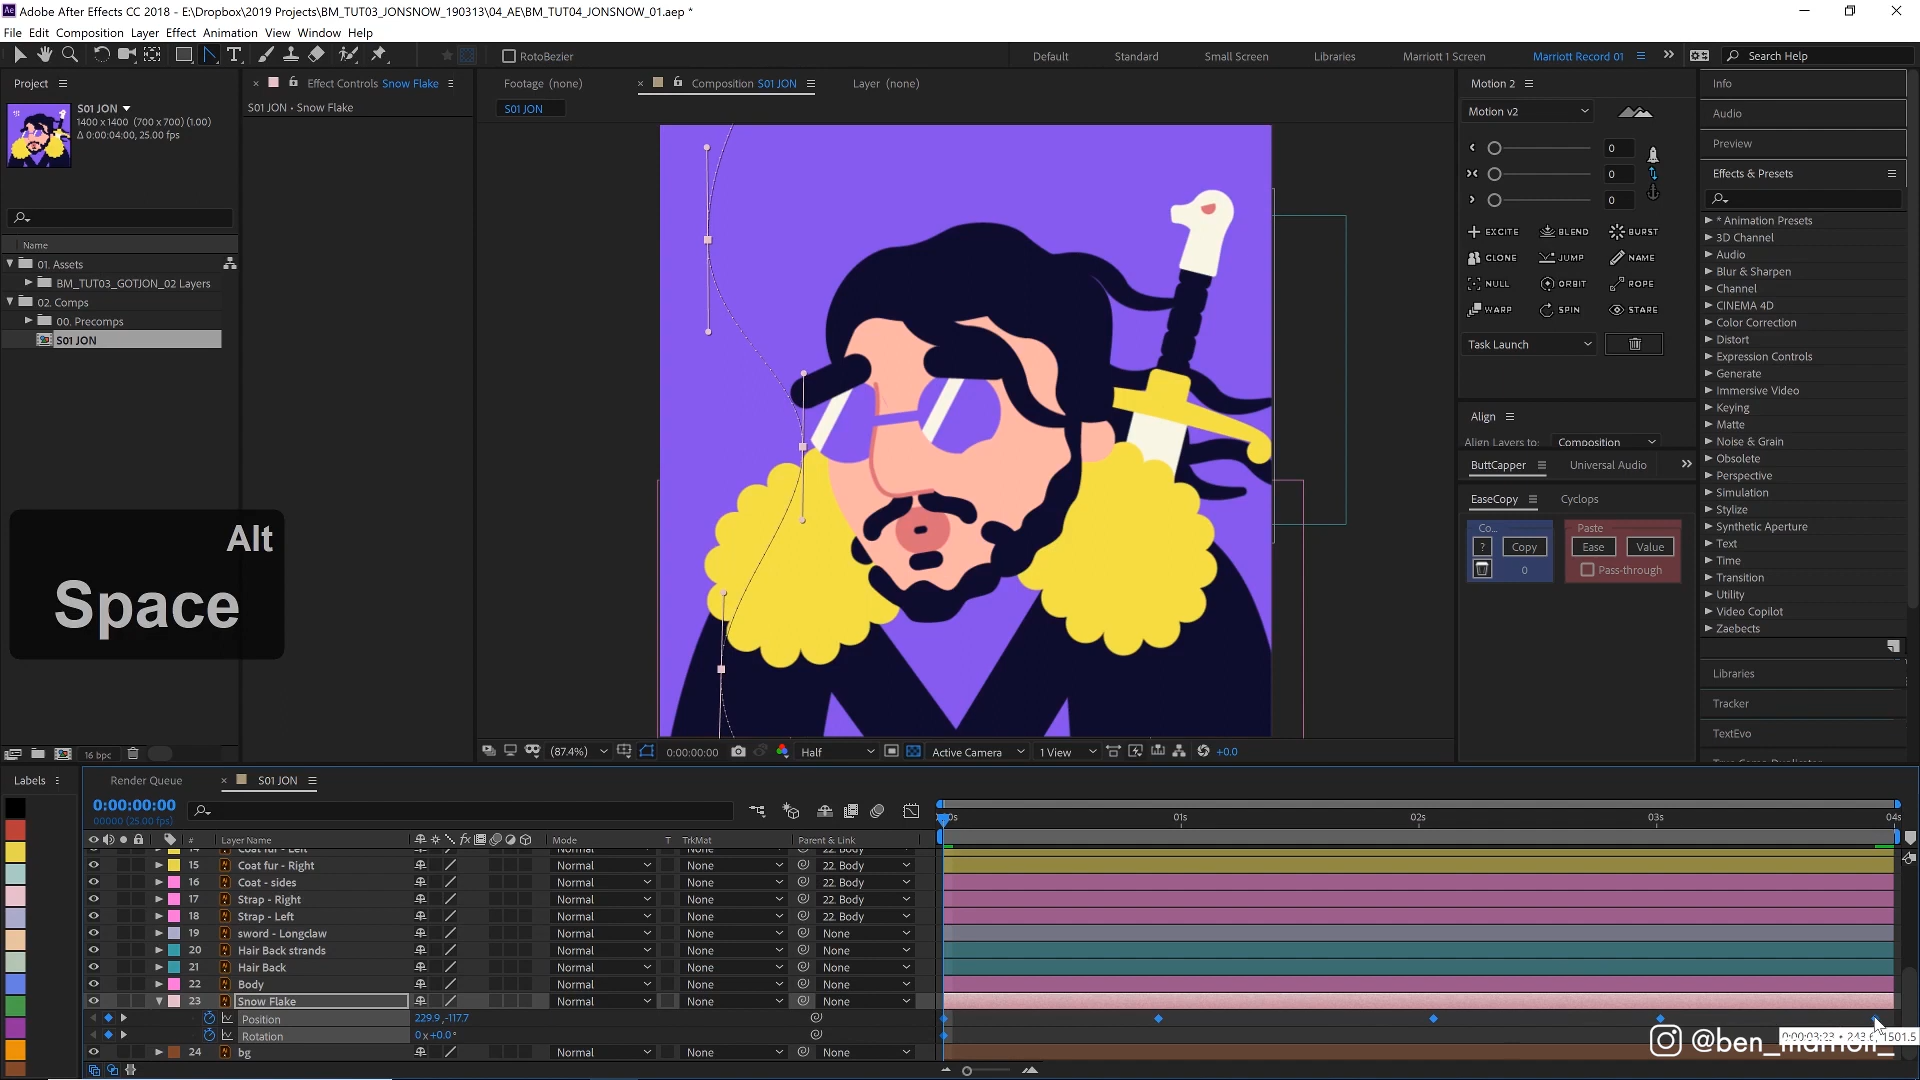 Adobe After Effects CC 2018 - E:\Dropbox\2019 Projects\BM_TUT03_JONSNOW_190313\04_AE\BM_TUT04_JONSNOW_01.aep *
File Edit Composition Layer Effect Animation View Window Help
RotoBezier Default Standard Small Screen Libraries Marriott 1 Screen Marriott Record 01 Search Help
Project Effect Controls Snow Flake Footage (none) Composition S01 JON Layer (none) Motion 2 Info
S01 JON
1400 x 1400 (700 x 700) (1.00)
Δ 0:00:04:00, 25.00 fps
S01 JON • Snow Flake
S01 JON
Motion v2
Audio
Preview
Effects & Presets
0
0
0
EXCITE BLEND BURST
CLONE JUMP NAME
NULL ORBIT ROPE
WARP SPIN STARE
Task Launch
Align
Align Layers to: Composition
ButtCapper Universal Audio
EaseCopy Cyclops
Co... Paste
? Copy Ease Value
0 Pass-through
* Animation Presets
3D Channel
Audio
Blur & Sharpen
Channel
CINEMA 4D
Color Correction
Distort
Expression Controls
Generate
Immersive Video
Keying
Matte
Noise & Grain
Obsolete
Perspective
Simulation
Stylize
Synthetic Aperture
Text
Time
Transition
Utility
Video Copilot
Zaebects
Libraries
Tracker
TextEvo
Name
01. Assets
BM_TUT03_GOTJON_02 Layers
02. Comps
00. Precomps
S01 JON
Alt
Space
16 bpc
(87.4%) 0:00:00:00 Half Active Camera 1 View +0.0
Labels Render Queue S01 JON
0:00:00:00
00000 (25.00 fps)
01s 02s 03s 04s
# Layer Name Mode T TrkMat Parent & Link
15 Coat fur - Right Normal None 22. Body
16 Coat - sides Normal None 22. Body
17 Strap - Right Normal None 22. Body
18 Strap - Left Normal None 22. Body
19 sword - Longclaw Normal None None
20 Hair Back strands Normal None None
21 Hair Back Normal None None
22 Body Normal None None
23 Snow Flake Normal None None
Position 229.9,-117.7
Rotation 0x+0.0°
24 bg Normal None None